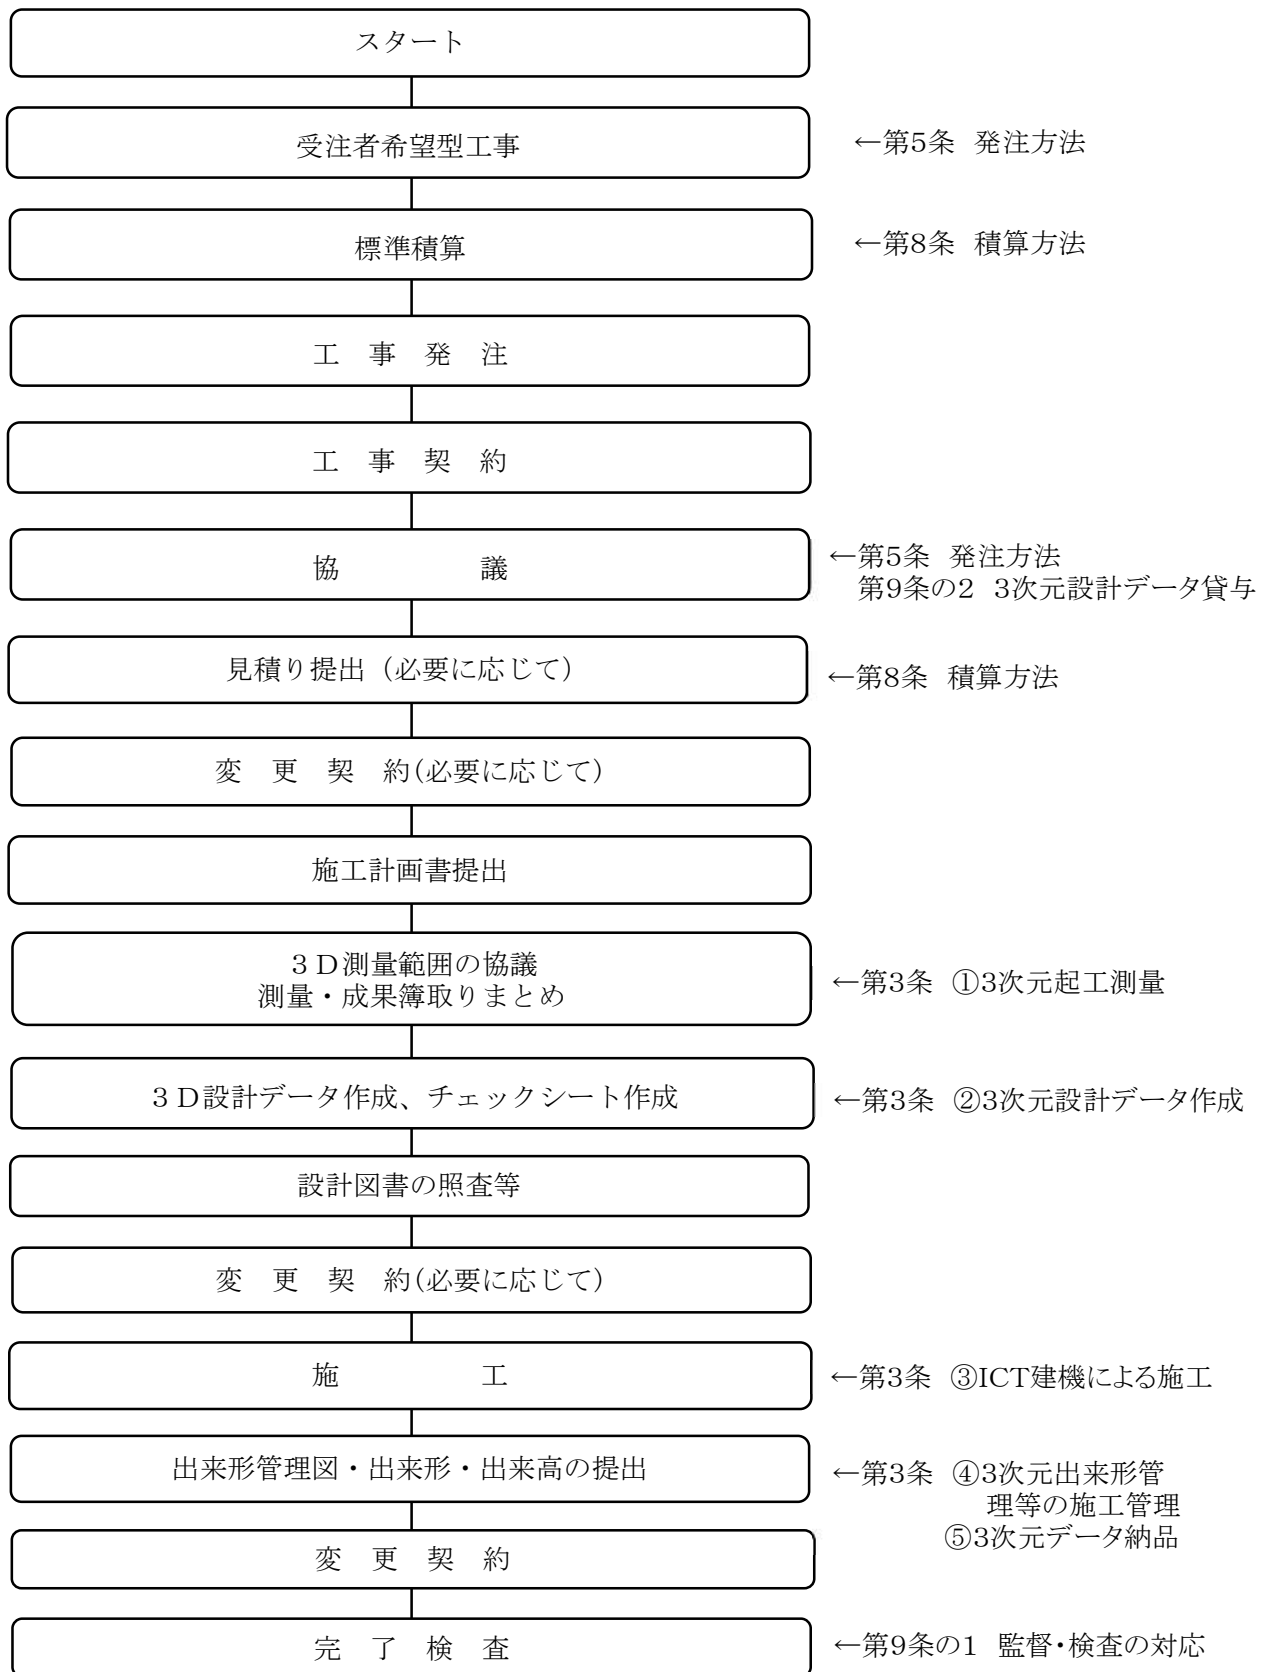 スタート
受注者希望型工事
←第5条 発注方法
標準積算
←第8条 積算方法
工 事 発 注
工 事 契 約
協 議
←第5条 発注方法
第9条の2 3次元設計データ貸与
見積り提出（必要に応じて）
←第8条 積算方法
変 更 契 約(必要に応じて)
施工計画書提出
３Ｄ測量範囲の協議
測量・成果簿取りまとめ
←第3条 ①3次元起工測量
３Ｄ設計データ作成、チェックシート作成
←第3条 ②3次元設計データ作成
設計図書の照査等
変 更 契 約(必要に応じて)
施 工
←第3条 ③ICT建機による施工
出来形管理図・出来形・出来高の提出
←第3条 ④3次元出来形管
理等の施工管理
⑤3次元データ納品
変 更 契 約
完 了 検 査
←第9条の1 監督・検査の対応